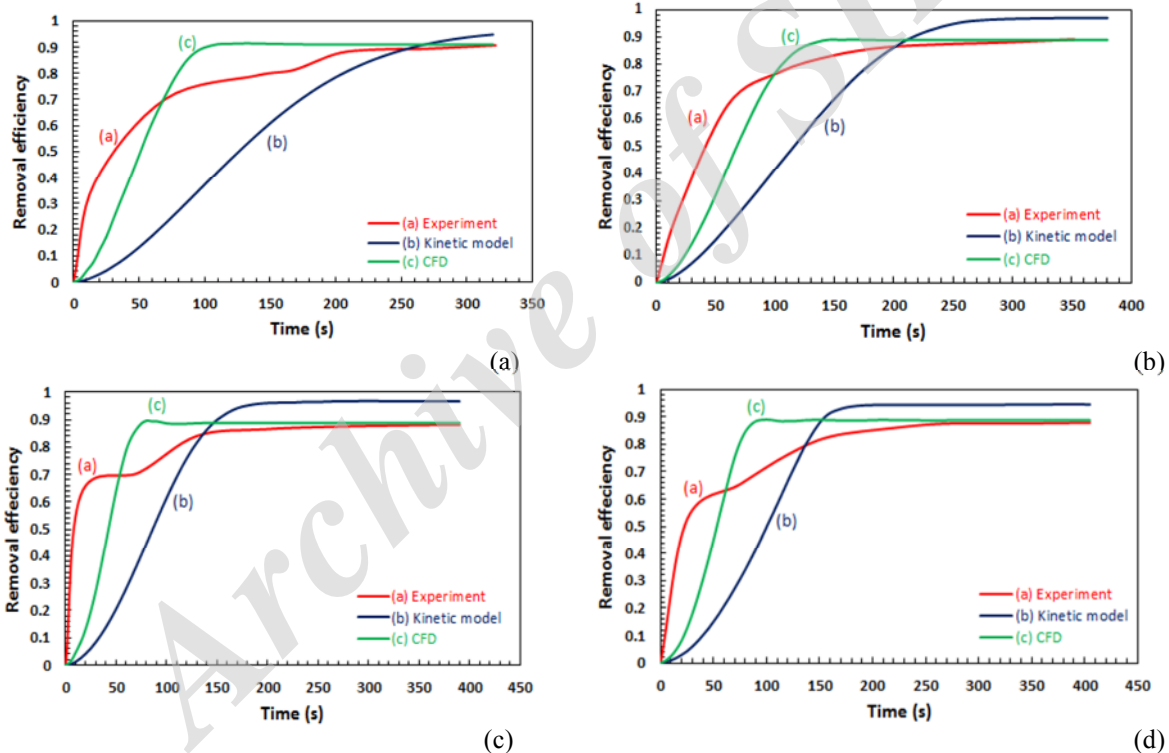 1
0.9
0.8
0.7
0.6
0.5
0.4
0.3
0.2
0.1
0
Removal efficiency
(a)
(b)
(c)
(a) Experiment
(b) Kinetic model
(c) CFD
0 50 100 150 200 250 300 350
Time (s)
(a)
1
0.9
0.8
0.7
0.6
0.5
0.4
0.3
0.2
0.1
0
Removal effeciency
(a)
(b)
(c)
(a) Experiment
(b) Kinetic model
(c) CFD
0 50 100 150 200 250 300 350 400
Time (s)
(b)
1
0.9
0.8
0.7
0.6
0.5
0.4
0.3
0.2
0.1
0
Removal effeciency
(a)
(b)
(c)
(a) Experiment
(b) Kinetic model
(c) CFD
0 50 100 150 200 250 300 350 400 450
Time (s)
(c)
1
0.9
0.8
0.7
0.6
0.5
0.4
0.3
0.2
0.1
0
Removal effeciency
(a)
(b)
(c)
(a) Experiment
(b) Kinetic model
(c) CFD
0 50 100 150 200 250 300 350 400 450
Time (s)
(d)
Archive of